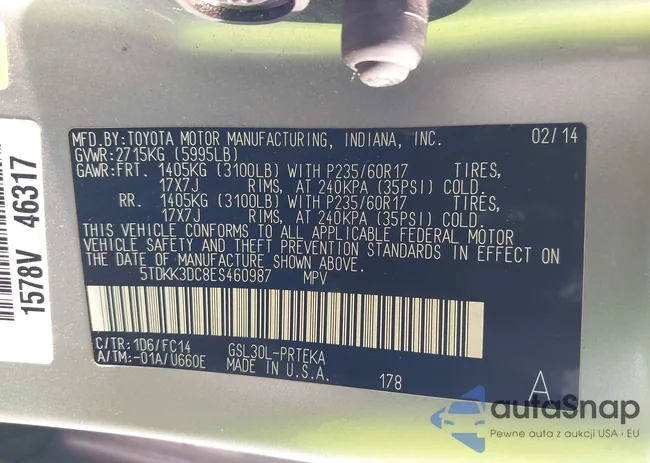 MFD.BY:TOYOTA MOTOR MANUFACTURING, INDIANA, INC. 02/14
GVWR:2715KG (5995LB)
GAWR:FRT. 1405KG (3100LB) WITH P235/60R17 TIRES,
17X7J RIMS, AT 240KPA (35PSI) COLD.
RR. 1405KG (3100LB) WITH P235/60R17 TIRES,
17X7J RIMS, AT 240KPA (35PSI) COLD.
THIS VEHICLE CONFORMS TO ALL APPLICABLE FEDERAL MOTOR
VEHICLE SAFETY AND THEFT PREVENTION STANDARDS IN EFFECT ON
THE DATE OF MANUFACTURE SHOWN ABOVE.
5TDKK3DC8ES460987 MPV
C/TR:1D6/FC14 GSL30L-PRTEKA
A/TM:-01A/U660E MADE IN U.S.A. 178 A
1578V 46317
autaSnap
Pewne auta z aukcji USA i EU